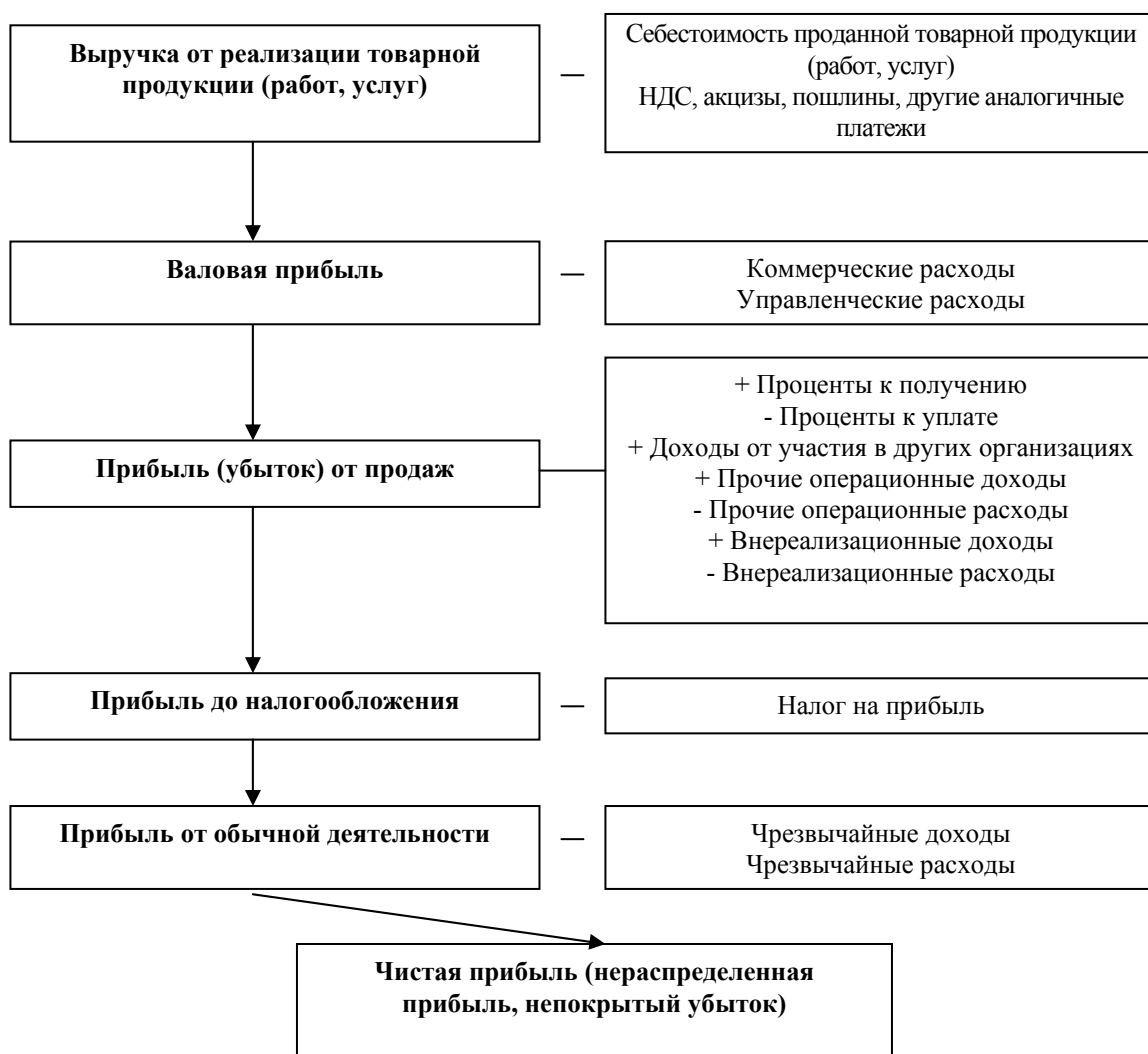 Выручка от реализации товарной
продукции (работ, услуг)
—
Себестоимость проданной товарной продукции
(работ, услуг)
НДС, акцизы, пошлины, другие аналогичные
платежи
Валовая прибыль
—
Коммерческие расходы
Управленческие расходы
Прибыль (убыток) от продаж
+ Проценты к получению
- Проценты к уплате
+ Доходы от участия в других организациях
+ Прочие операционные доходы
- Прочие операционные расходы
+ Внереализационные доходы
- Внереализационные расходы
Прибыль до налогообложения
—
Налог на прибыль
Прибыль от обычной деятельности
—
Чрезвычайные доходы
Чрезвычайные расходы
Чистая прибыль (нераспределенная
прибыль, непокрытый убыток)